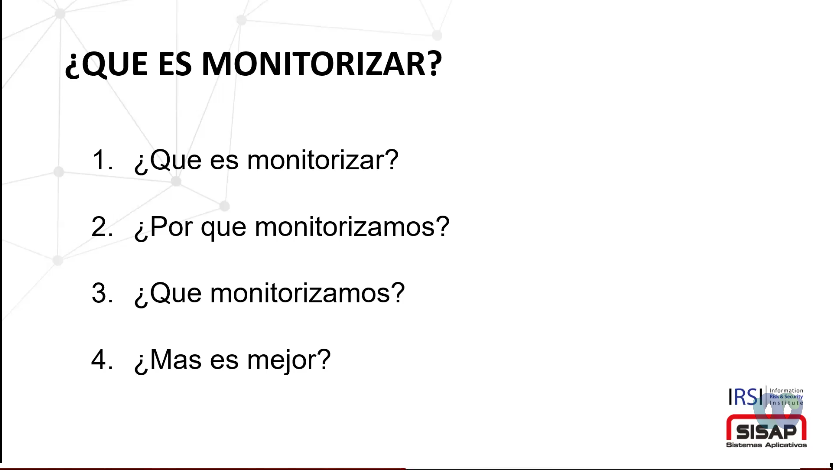 ¿QUE ES MONITORIZAR?
1. ¿Que es monitorizar?
2. ¿Por que monitorizamos?
3. ¿Que monitorizamos?
4. ¿Mas es mejor?
IRSI Information
Risk & Security
Institute
SISAP
Sistemas Aplicativos